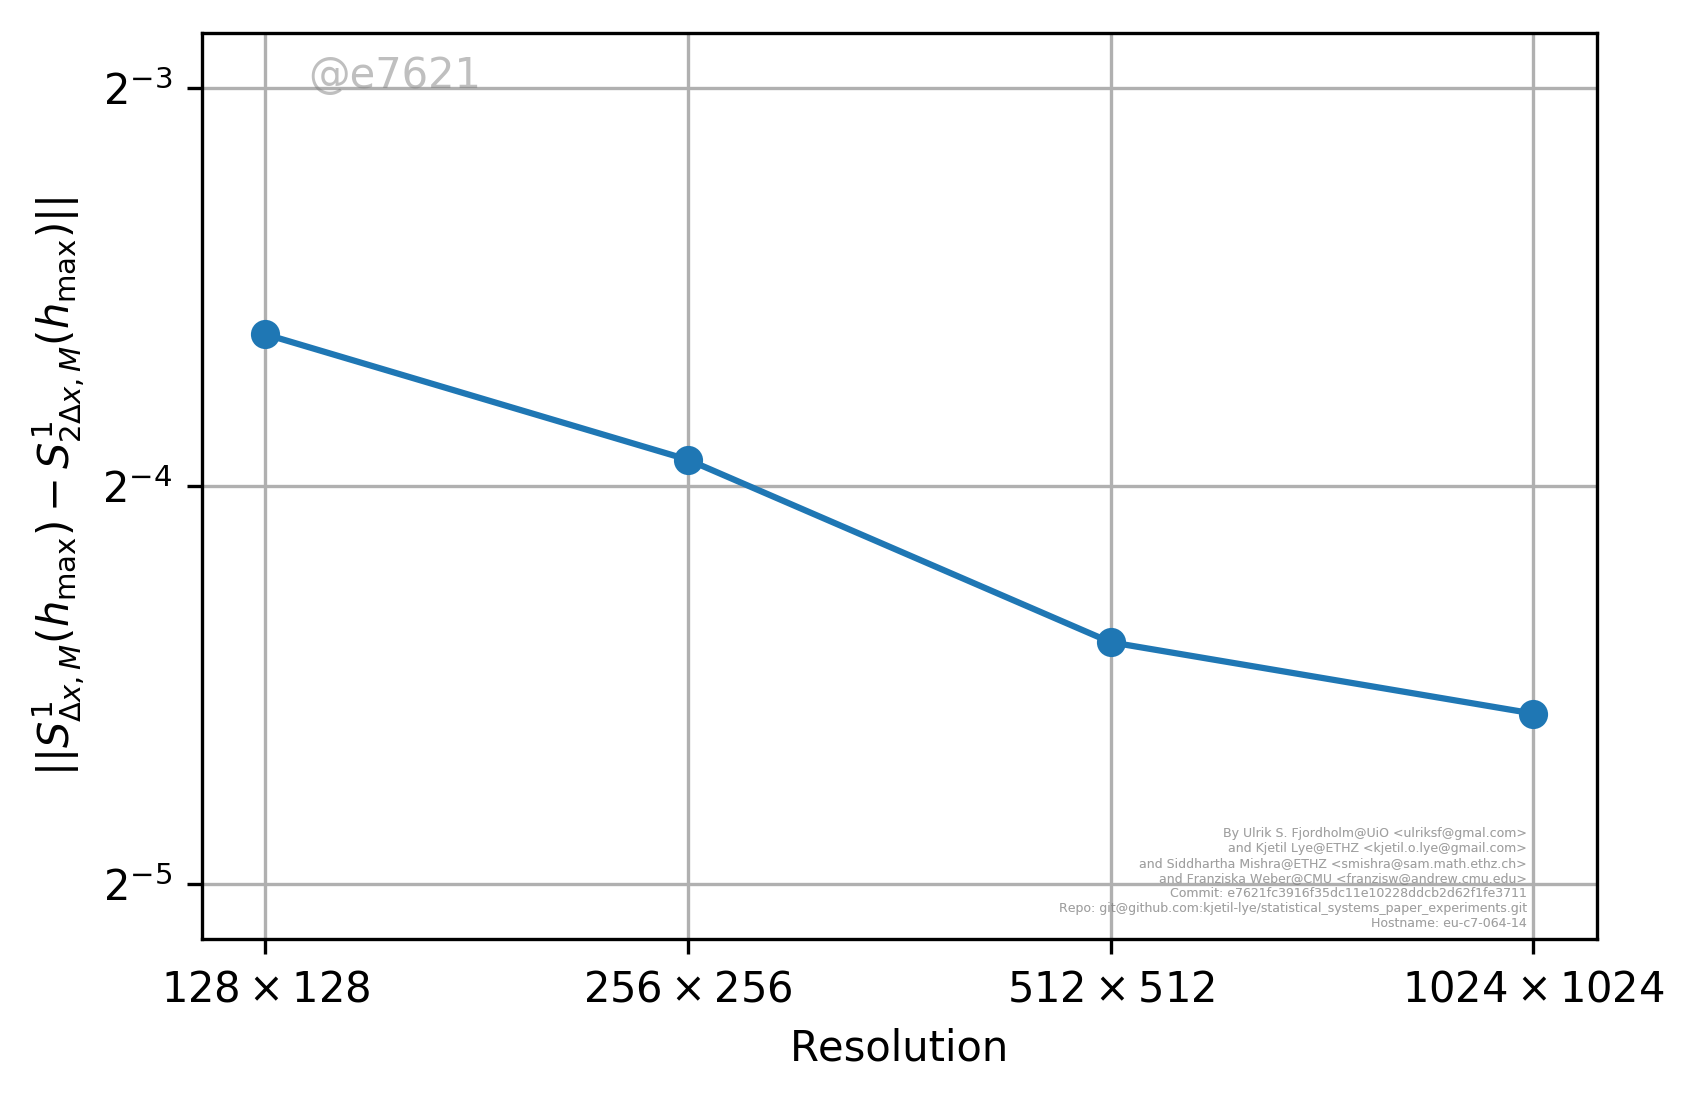 @e7621
2⁻³
2⁻⁴
2⁻⁵
||S¹_{Δx,M}(h_max) − S¹_{2Δx,M}(h_max)||
By Ulrik S. Fjordholm@UiO <ulriksf@gmal.com>
and Kjetil Lye@ETHZ <kjetil.o.lye@gmail.com>
and Siddhartha Mishra@ETHZ <smishra@sam.math.ethz.ch>
and Franziska Weber@CMU <franzisw@andrew.cmu.edu>
Commit: e7621fc3916f35dc11e10228ddcb2d62f1fe3711
Repo: git@github.com:kjetil-lye/statistical_systems_paper_experiments.git
Hostname: eu-c7-064-14
128 × 128 256 × 256 512 × 512 1024 × 1024
Resolution